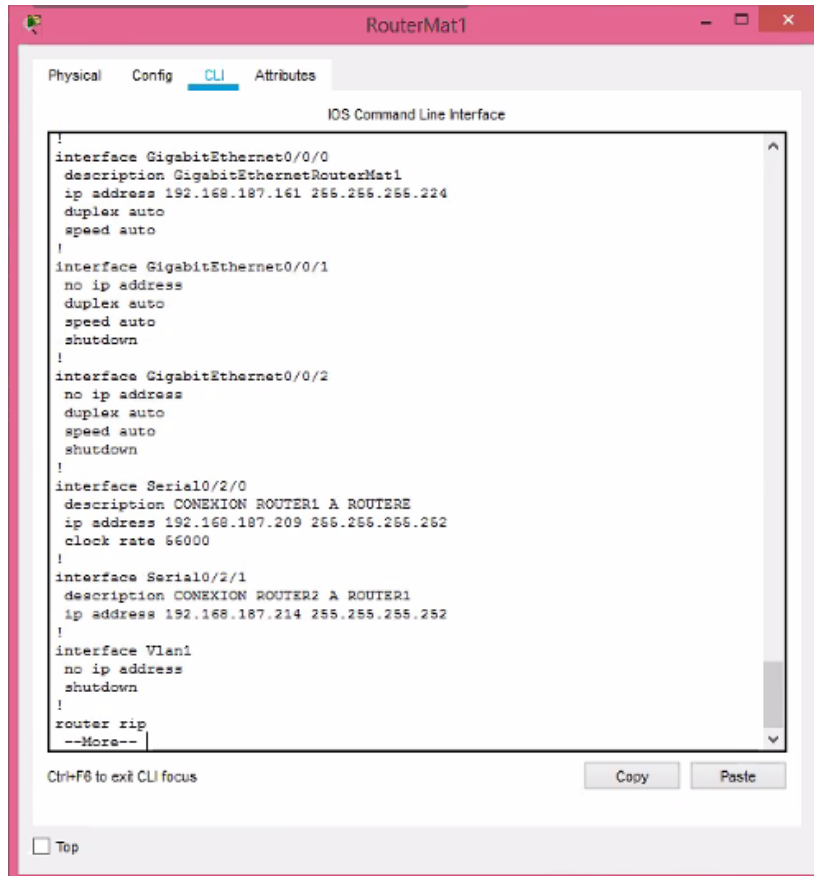 RouterMat1
Physical Config CLI Attributes
IOS Command Line Interface
!
interface GigabitEthernet0/0/0
description GigabitEthernetRouterMat1
ip address 192.168.187.161 255.255.255.224
duplex auto
speed auto
!
interface GigabitEthernet0/0/1
no ip address
duplex auto
speed auto
shutdown
!
interface GigabitEthernet0/0/2
no ip address
duplex auto
speed auto
shutdown
!
interface Serial0/2/0
description CONEXION ROUTER1 A ROUTERE
ip address 192.168.187.209 255.255.255.252
clock rate 56000
!
interface Serial0/2/1
description CONEXION ROUTER2 A ROUTER1
ip address 192.168.187.214 255.255.255.252
!
interface Vlan1
no ip address
shutdown
!
router rip
--More--
Ctrl+F6 to exit CLI focus
Copy Paste
Top